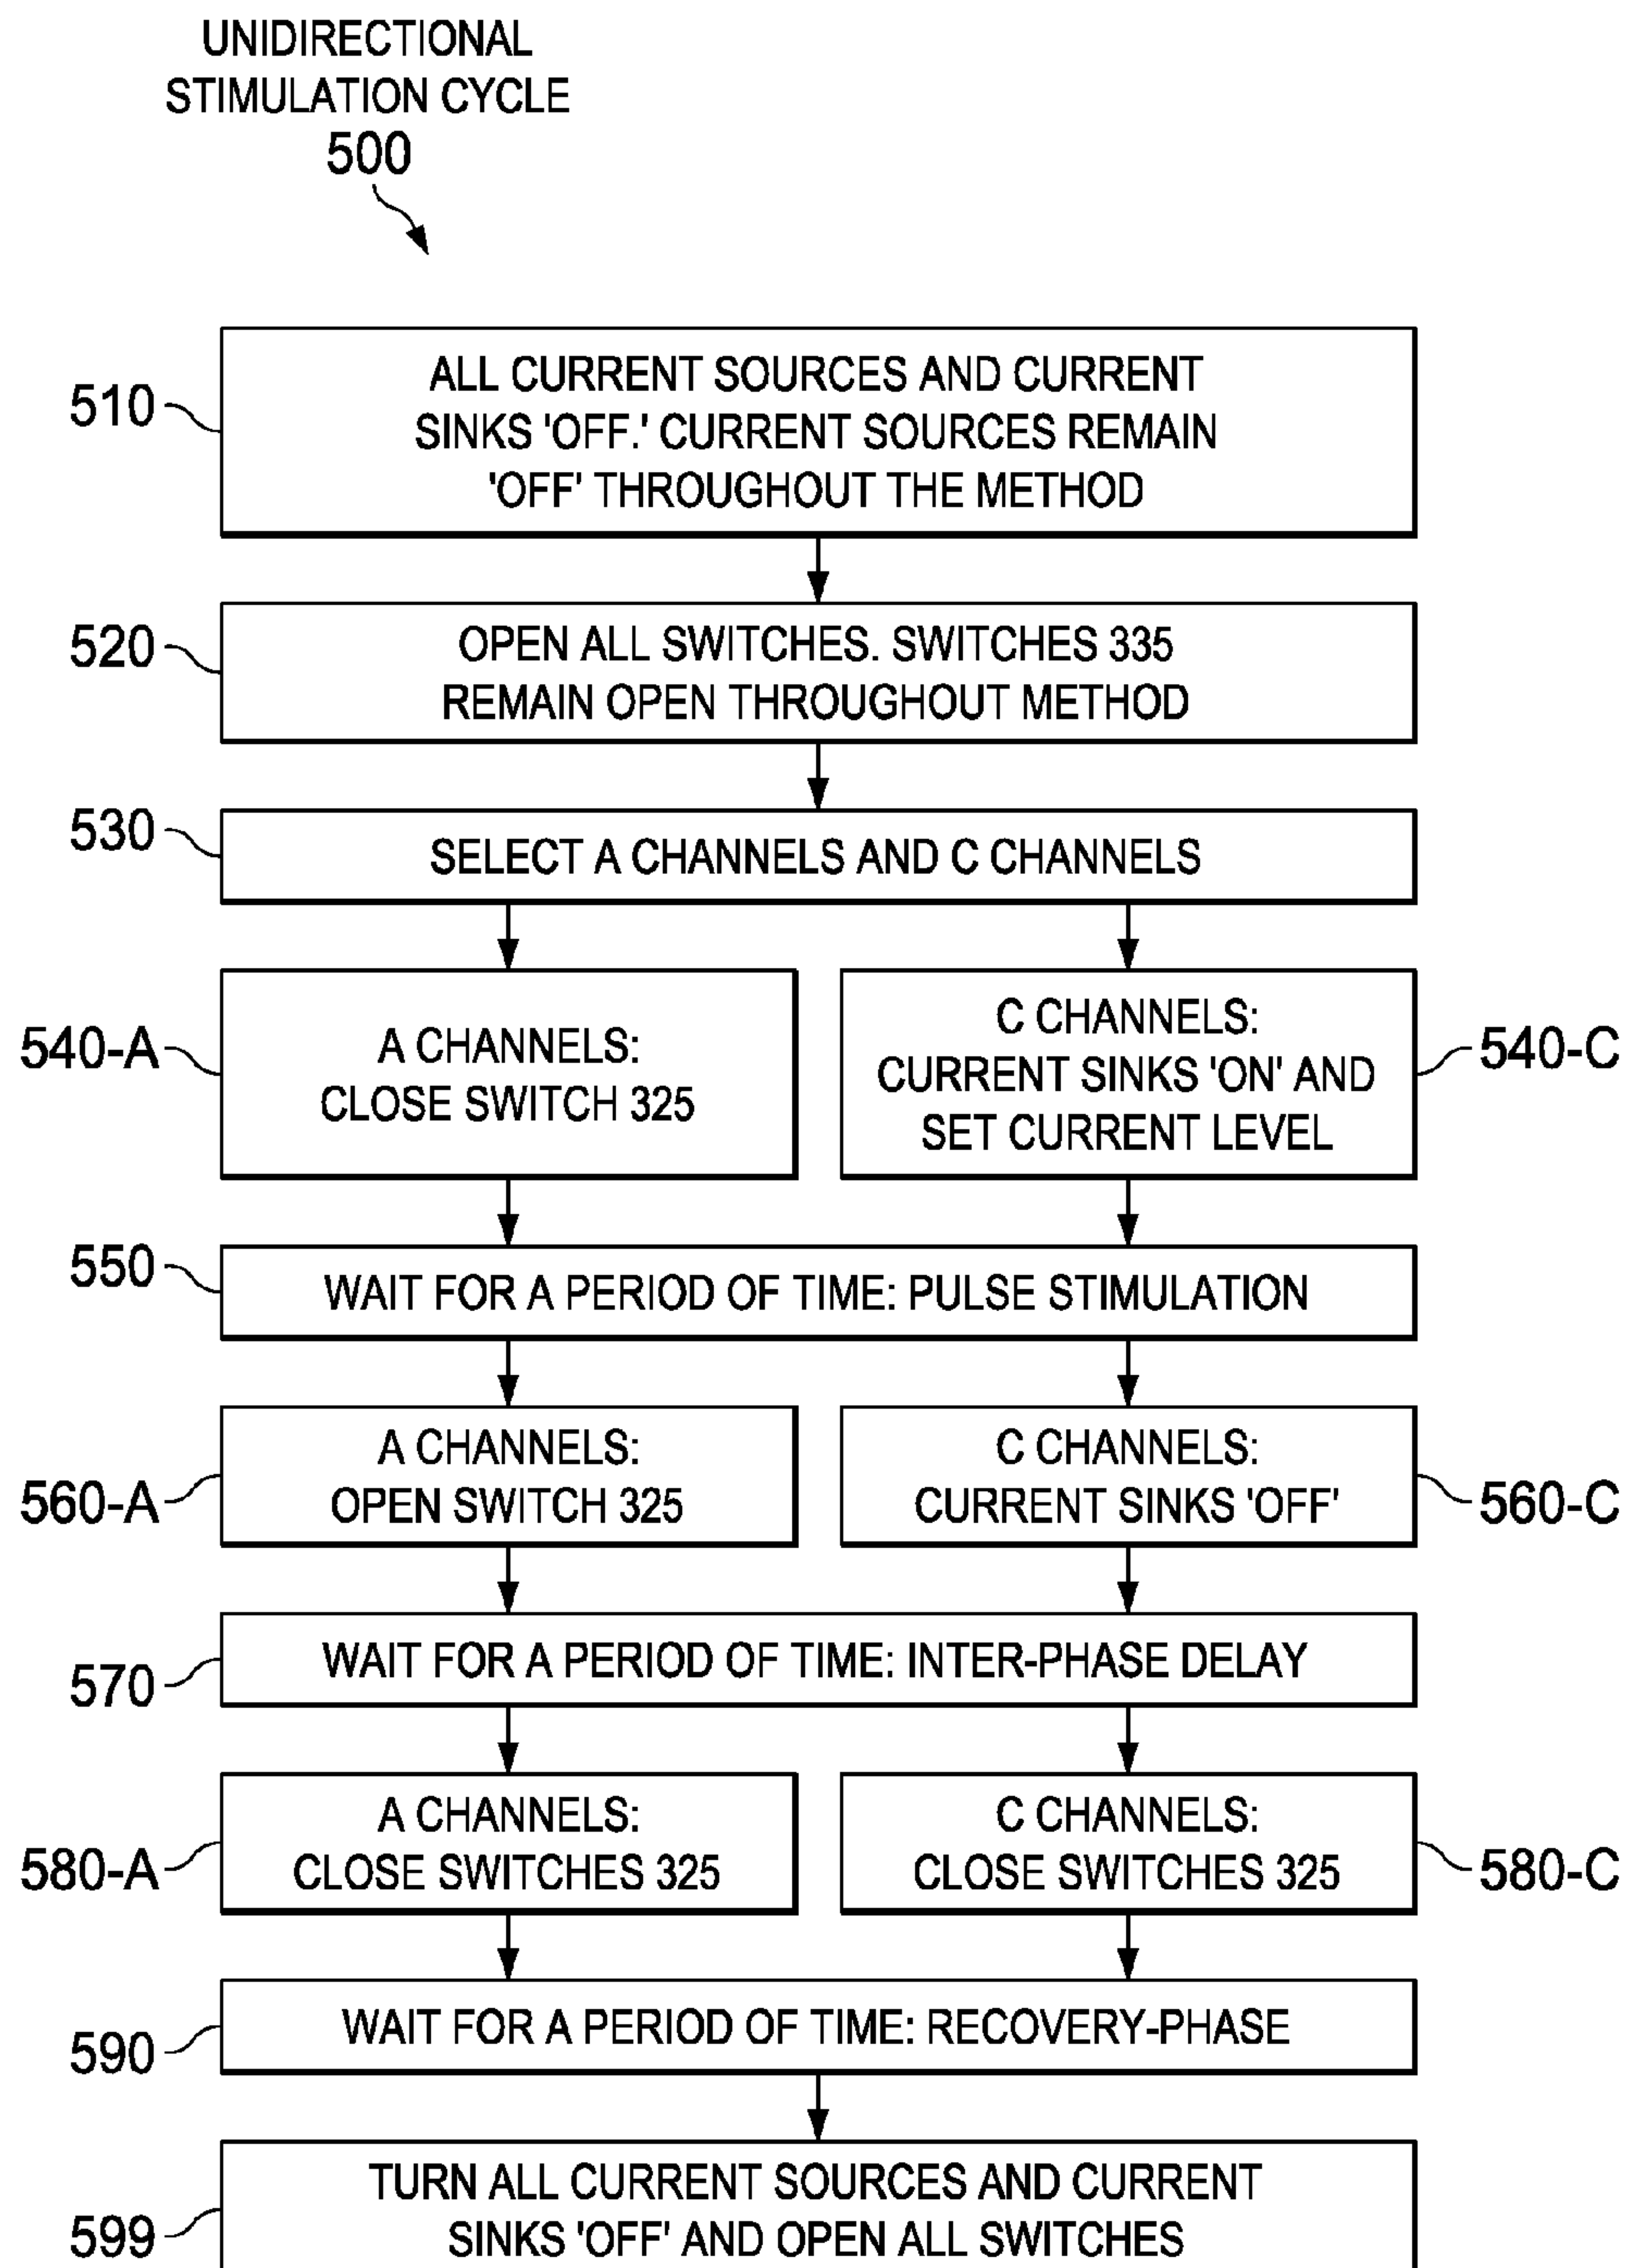 UNIDIRECTIONAL
STIMULATION CYCLE
500
510
ALL CURRENT SOURCES AND CURRENT
SINKS 'OFF.' CURRENT SOURCES REMAIN
'OFF' THROUGHOUT THE METHOD
520
OPEN ALL SWITCHES. SWITCHES 335
REMAIN OPEN THROUGHOUT METHOD
530
SELECT A CHANNELS AND C CHANNELS
540-A
A CHANNELS:
CLOSE SWITCH 325
C CHANNELS:
CURRENT SINKS 'ON' AND
SET CURRENT LEVEL
540-C
550
WAIT FOR A PERIOD OF TIME: PULSE STIMULATION
560-A
A CHANNELS:
OPEN SWITCH 325
C CHANNELS:
CURRENT SINKS 'OFF'
560-C
570
WAIT FOR A PERIOD OF TIME: INTER-PHASE DELAY
580-A
A CHANNELS:
CLOSE SWITCHES 325
C CHANNELS:
CLOSE SWITCHES 325
580-C
590
WAIT FOR A PERIOD OF TIME: RECOVERY-PHASE
599
TURN ALL CURRENT SOURCES AND CURRENT
SINKS 'OFF' AND OPEN ALL SWITCHES